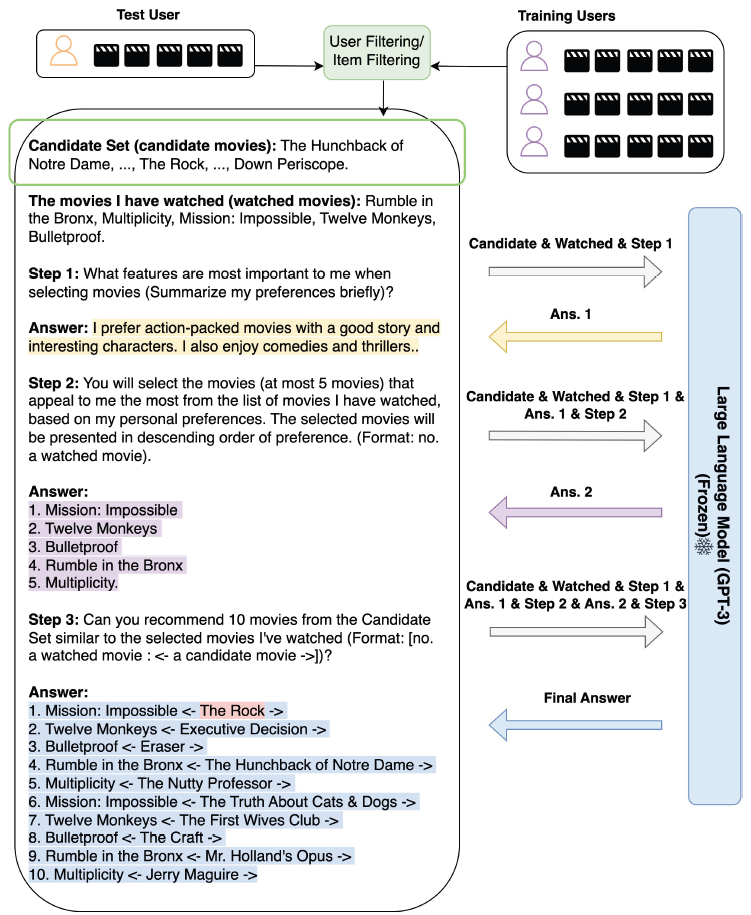 Test User
Training Users
User Filtering/
Item Filtering
Candidate Set (candidate movies): The Hunchback of
Notre Dame, ..., The Rock, ..., Down Periscope.
The movies I have watched (watched movies): Rumble in
the Bronx, Multiplicity, Mission: Impossible, Twelve Monkeys,
Bulletproof.
Step 1: What features are most important to me when
selecting movies (Summarize my preferences briefly)?
Answer: I prefer action-packed movies with a good story and
interesting characters. I also enjoy comedies and thrillers..
Step 2: You will select the movies (at most 5 movies) that
appeal to me the most from the list of movies I have watched,
based on my personal preferences. The selected movies will
be presented in descending order of preference. (Format: no.
a watched movie).
Answer:
1. Mission: Impossible
2. Twelve Monkeys
3. Bulletproof
4. Rumble in the Bronx
5. Multiplicity.
Step 3: Can you recommend 10 movies from the Candidate
Set similar to the selected movies I've watched (Format: [no.
a watched movie : <- a candidate movie ->])?
Answer:
1. Mission: Impossible <- The Rock ->
2. Twelve Monkeys <- Executive Decision ->
3. Bulletproof <- Eraser ->
4. Rumble in the Bronx <- The Hunchback of Notre Dame ->
5. Multiplicity <- The Nutty Professor ->
6. Mission: Impossible <- The Truth About Cats & Dogs ->
7. Twelve Monkeys <- The First Wives Club ->
8. Bulletproof <- The Craft ->
9. Rumble in the Bronx <- Mr. Holland's Opus ->
10. Multiplicity <- Jerry Maguire ->
Candidate & Watched & Step 1
Ans. 1
Candidate & Watched & Step 1 &
Ans. 1 & Step 2
Ans. 2
Candidate & Watched & Step 1 &
Ans. 1 & Step 2 & Ans. 2 & Step 3
Final Answer
Large Language Model (GPT-3)
(Frozen)